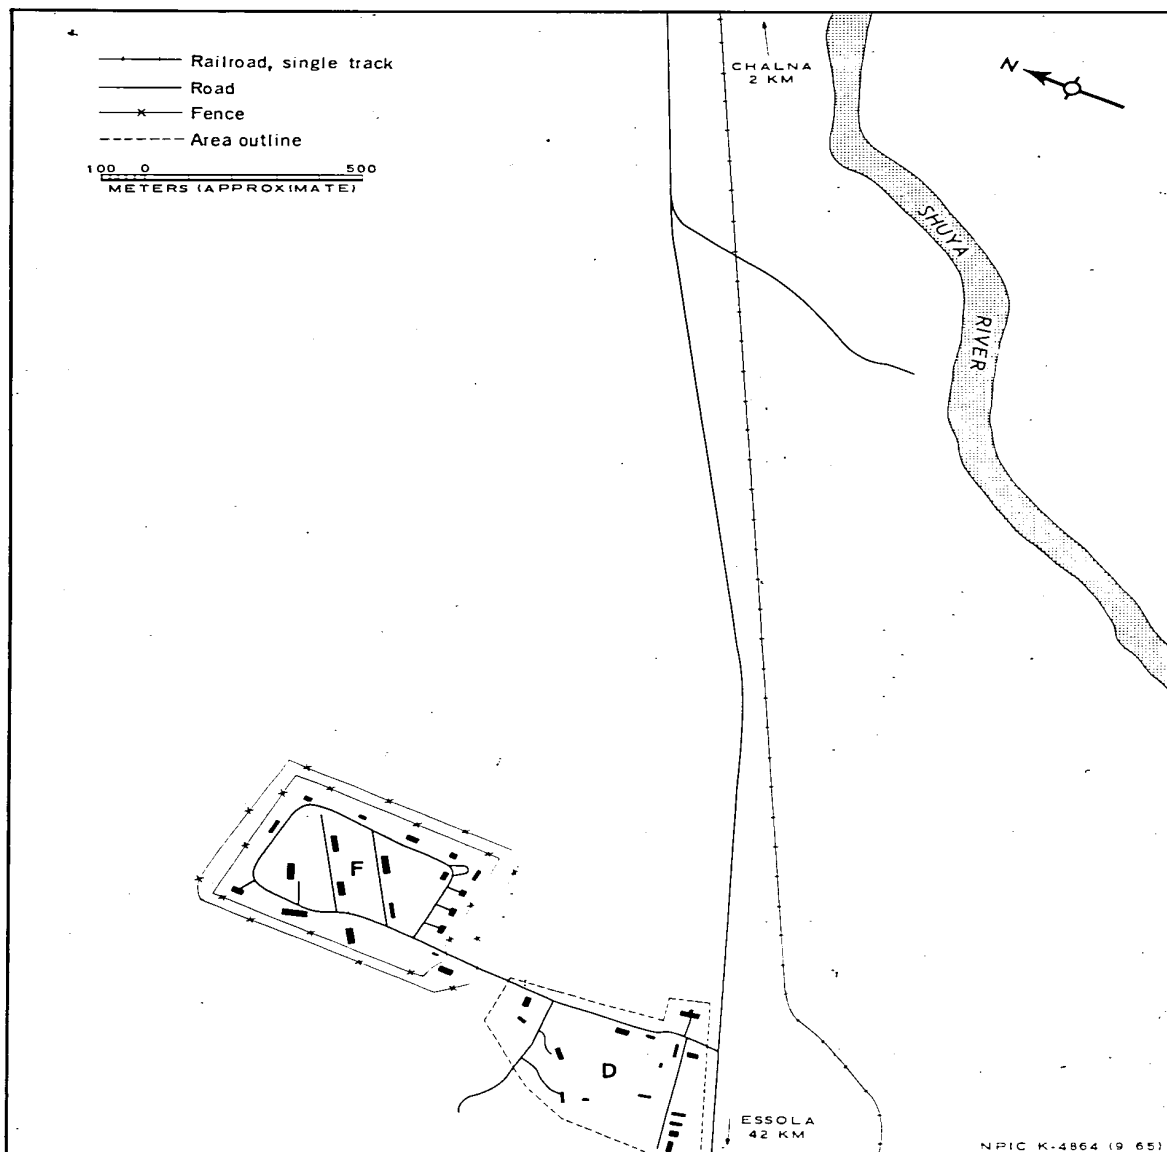 Railroad, single track
Road
Fence
Area outline
100 0 500
METERS (APPROXIMATE)
CHALNA
2 KM
N
SHUYA
RIVER
F
D
ESSOLA
42 KM
NPIC K-4864 (9 65)